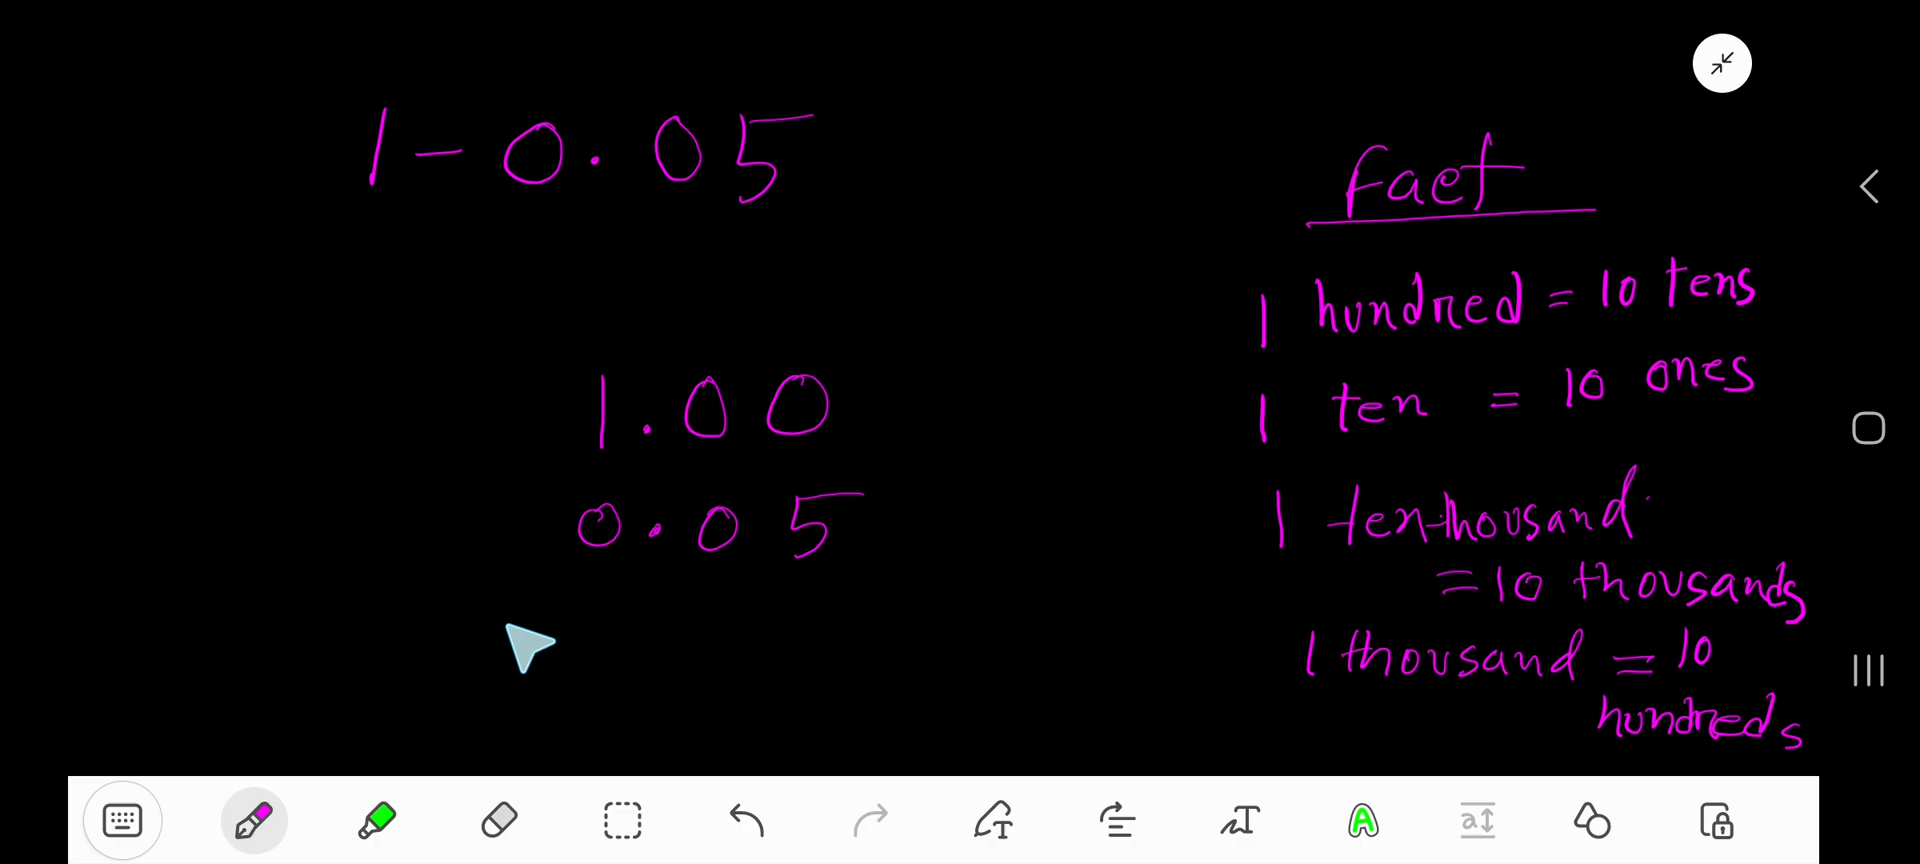 1 - 0.05
fact
1 hundred = 10 tens
1 ten = 10 ones
1.00
0.05
1 ten-thousand
= 10 thousands
1 thousand = 10
hundreds